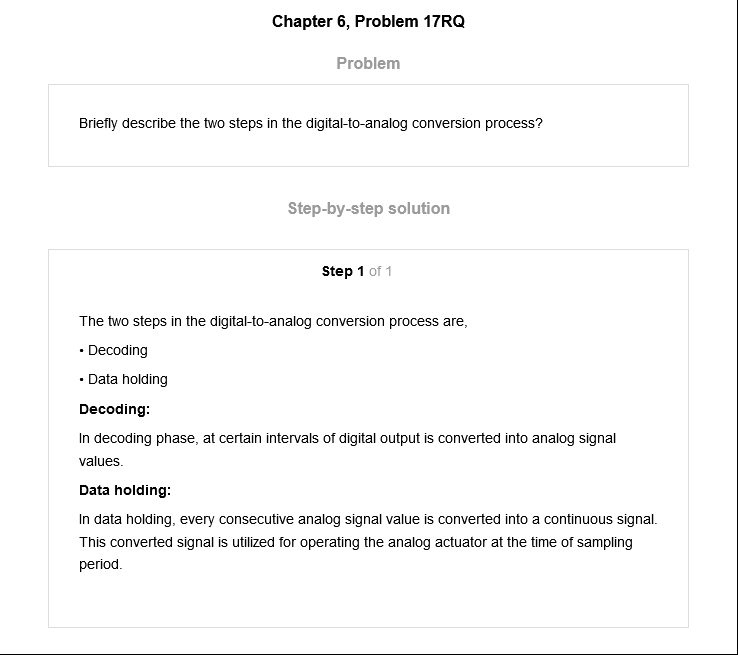 Chapter 6, Problem 17RQ
Problem
Briefly describe the two steps in the digital-to-analog conversion process?
Step-by-step solution
Step 1 of 1
The two steps in the digital-to-analog conversion process are,
• Decoding
• Data holding
Decoding:
In decoding phase, at certain intervals of digital output is converted into analog signal
values.
Data holding:
In data holding, every consecutive analog signal value is converted into a continuous signal.
This converted signal is utilized for operating the analog actuator at the time of sampling
period.